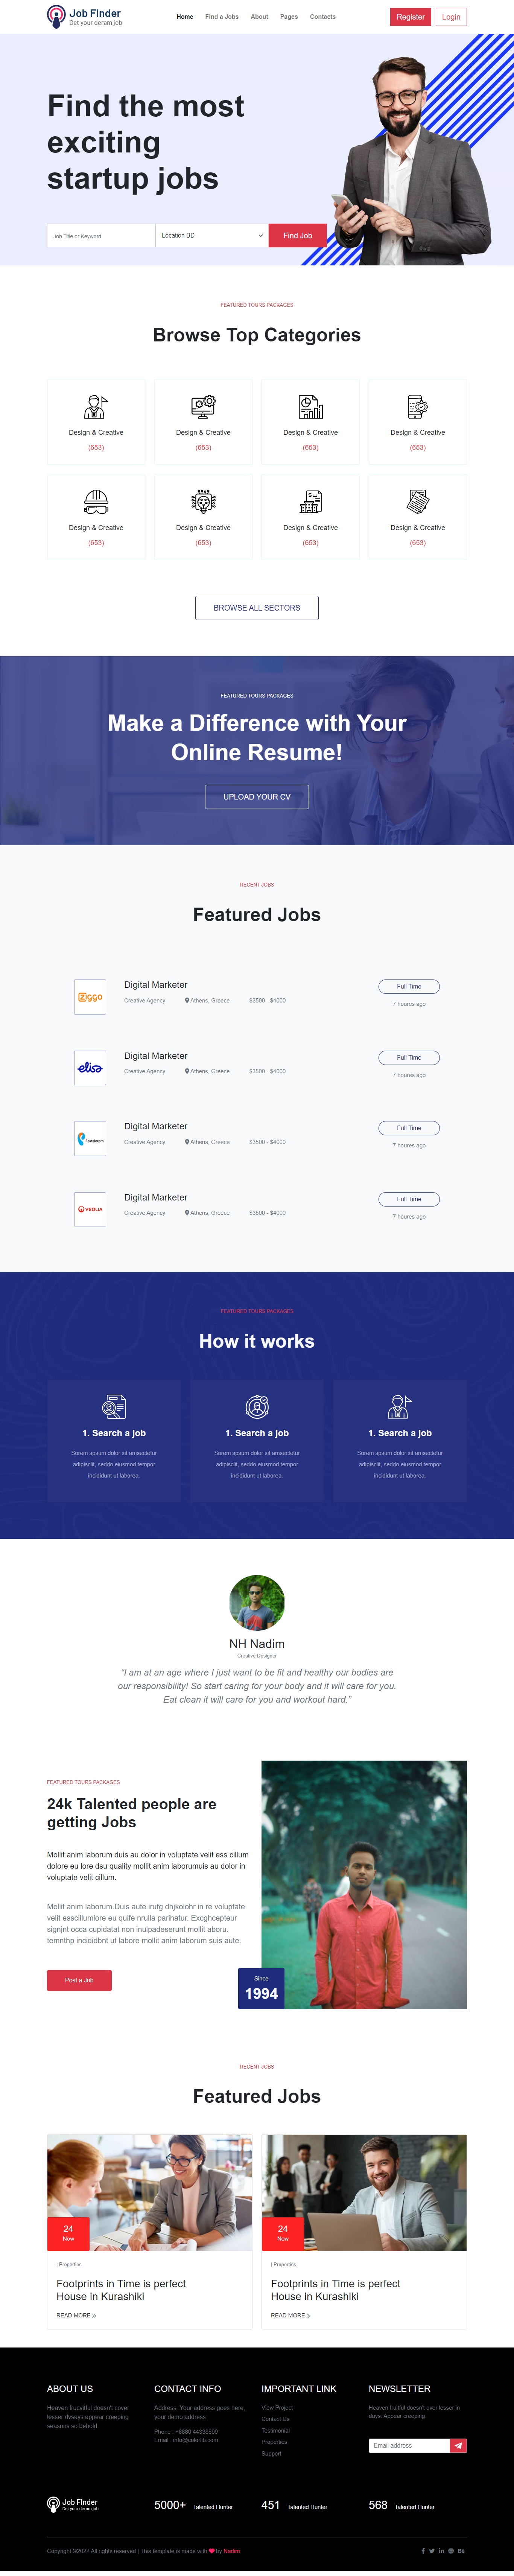 Job Finder
Get your deram job
Home Find a Jobs About Pages Contacts
Register Login
Find the most
exciting
startup jobs
Job Title or Keyword Location BD Find Job
FEATURED TOURS PACKAGES
Browse Top Categories
Design & Creative Design & Creative Design & Creative Design & Creative
(653) (653) (653) (653)
Design & Creative Design & Creative Design & Creative Design & Creative
(653) (653) (653) (653)
BROWSE ALL SECTORS
FEATURED TOURS PACKAGES
Make a Difference with Your
Online Resume!
UPLOAD YOUR CV
RECENT JOBS
Featured Jobs
Ziggo
Digital Marketer Full Time
Creative Agency Athens, Greece $3500 - $4000 7 houres ago
elisa
Digital Marketer Full Time
Creative Agency Athens, Greece $3500 - $4000 7 houres ago
Rostelecom
Digital Marketer Full Time
Creative Agency Athens, Greece $3500 - $4000 7 houres ago
VEOLIA
Digital Marketer Full Time
Creative Agency Athens, Greece $3500 - $4000 7 houres ago
FEATURED TOURS PACKAGES
How it works
1. Search a job 1. Search a job 1. Search a job
Sorem spsum dolor sit amsectetur Sorem spsum dolor sit amsectetur Sorem spsum dolor sit amsectetur
adipisclit, seddo eiusmod tempor adipisclit, seddo eiusmod tempor adipisclit, seddo eiusmod tempor
incididunt ut laborea incididunt ut laborea incididunt ut laborea
NH Nadim
Creative Designer
“I am at an age where I just want to be fit and healthy our bodies are
our responsibility! So start caring for your body and it will care for you.
Eat clean it will care for you and workout hard.”
FEATURED TOURS PACKAGES
24k Talented people are
getting Jobs
Mollit anim laborum duis au dolor in voluptate velit ess cillum
dolore eu lore dsu quality mollit anim laborumuis au dolor in
voluptate velit cillum.
Mollit anim laborum.Duis aute irufg dhjkolohr in re voluptate
velit esscillumlore eu quife nrulla parihatur. Excghcepteur
signjnt occa cupidatat non inulpadeserunt mollit aboru.
temnthp incididbnt ut labore mollit anim laborum suis aute.
Post a Job
Since
1994
RECENT JOBS
Featured Jobs
24 24
Now Now
| Properties | Properties
Footprints in Time is perfect Footprints in Time is perfect
House in Kurashiki House in Kurashiki
READ MORE » READ MORE »
ABOUT US CONTACT INFO IMPORTANT LINK NEWSLETTER
Heaven frucvitful doesn't cover
lesser dvsays appear creeping
seasons so behold.
Address :Your address goes here,
your demo address.
Phone : +8880 44338899
Email : info@colorlib.com
View Project
Contact Us
Testimonial
Properties
Support
Heaven fruitful doesn't over lesser in
days. Appear creeping.
Email address
Job Finder
Get your deram job
5000+ Talented Hunter 451 Talented Hunter 568 Talented Hunter
Copyright ©2022 All rights reserved | This template is made with by Nadim